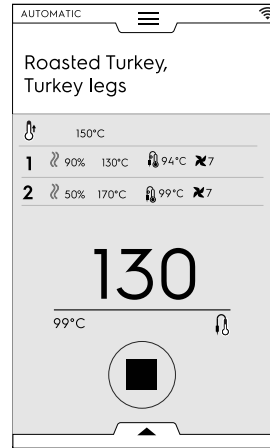 AUTOMATIC
Roasted Turkey,
Turkey legs
150°C
1 90% 130°C 94°C 7
2 50% 170°C 99°C 7
130
99°C